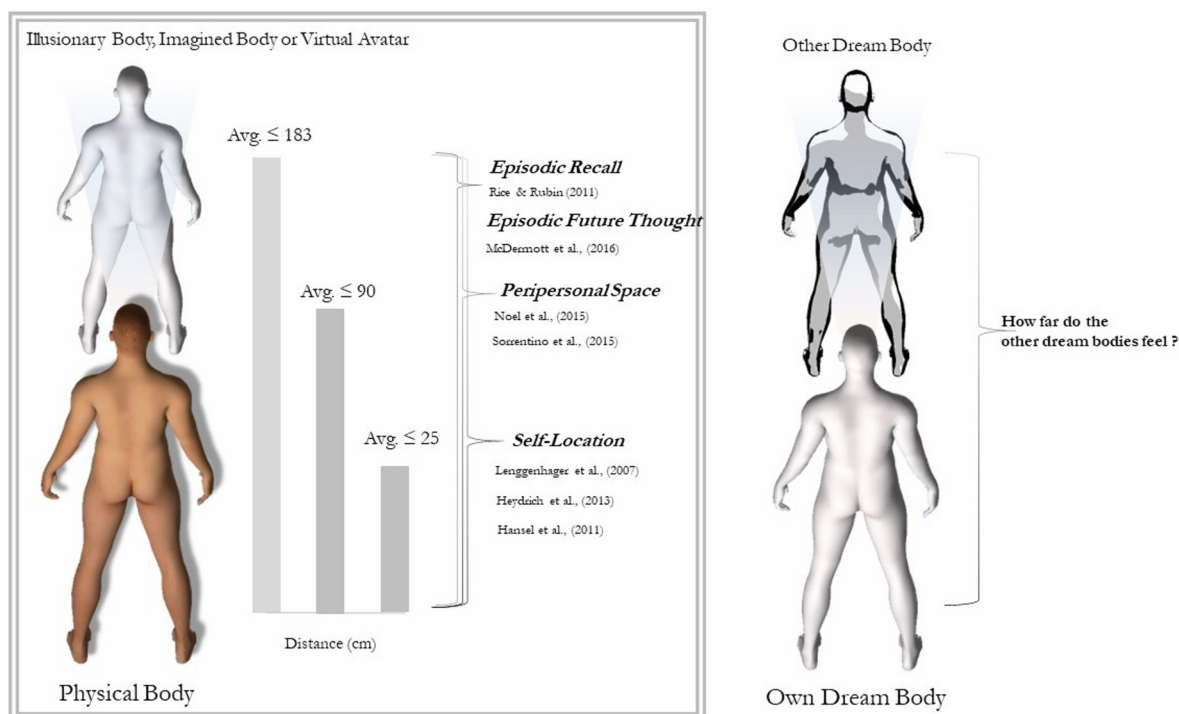 Illusionary Body, Imagined Body or Virtual Avatar
Avg. ≤ 183
Avg. ≤ 90
Avg. ≤ 25
Distance (cm)
Physical Body
Episodic Recall
Rice & Rubin (2011)
Episodic Future Thought
McDermott et al., (2016)
Peripersonal Space
Noel et al., (2015)
Sorrentino et al., (2015)
Self-Location
Lenggenhager et al., (2007)
Heydrich et al., (2013)
Hansel et al., (2011)
Other Dream Body
How far do the
other dream bodies feel ?
Own Dream Body